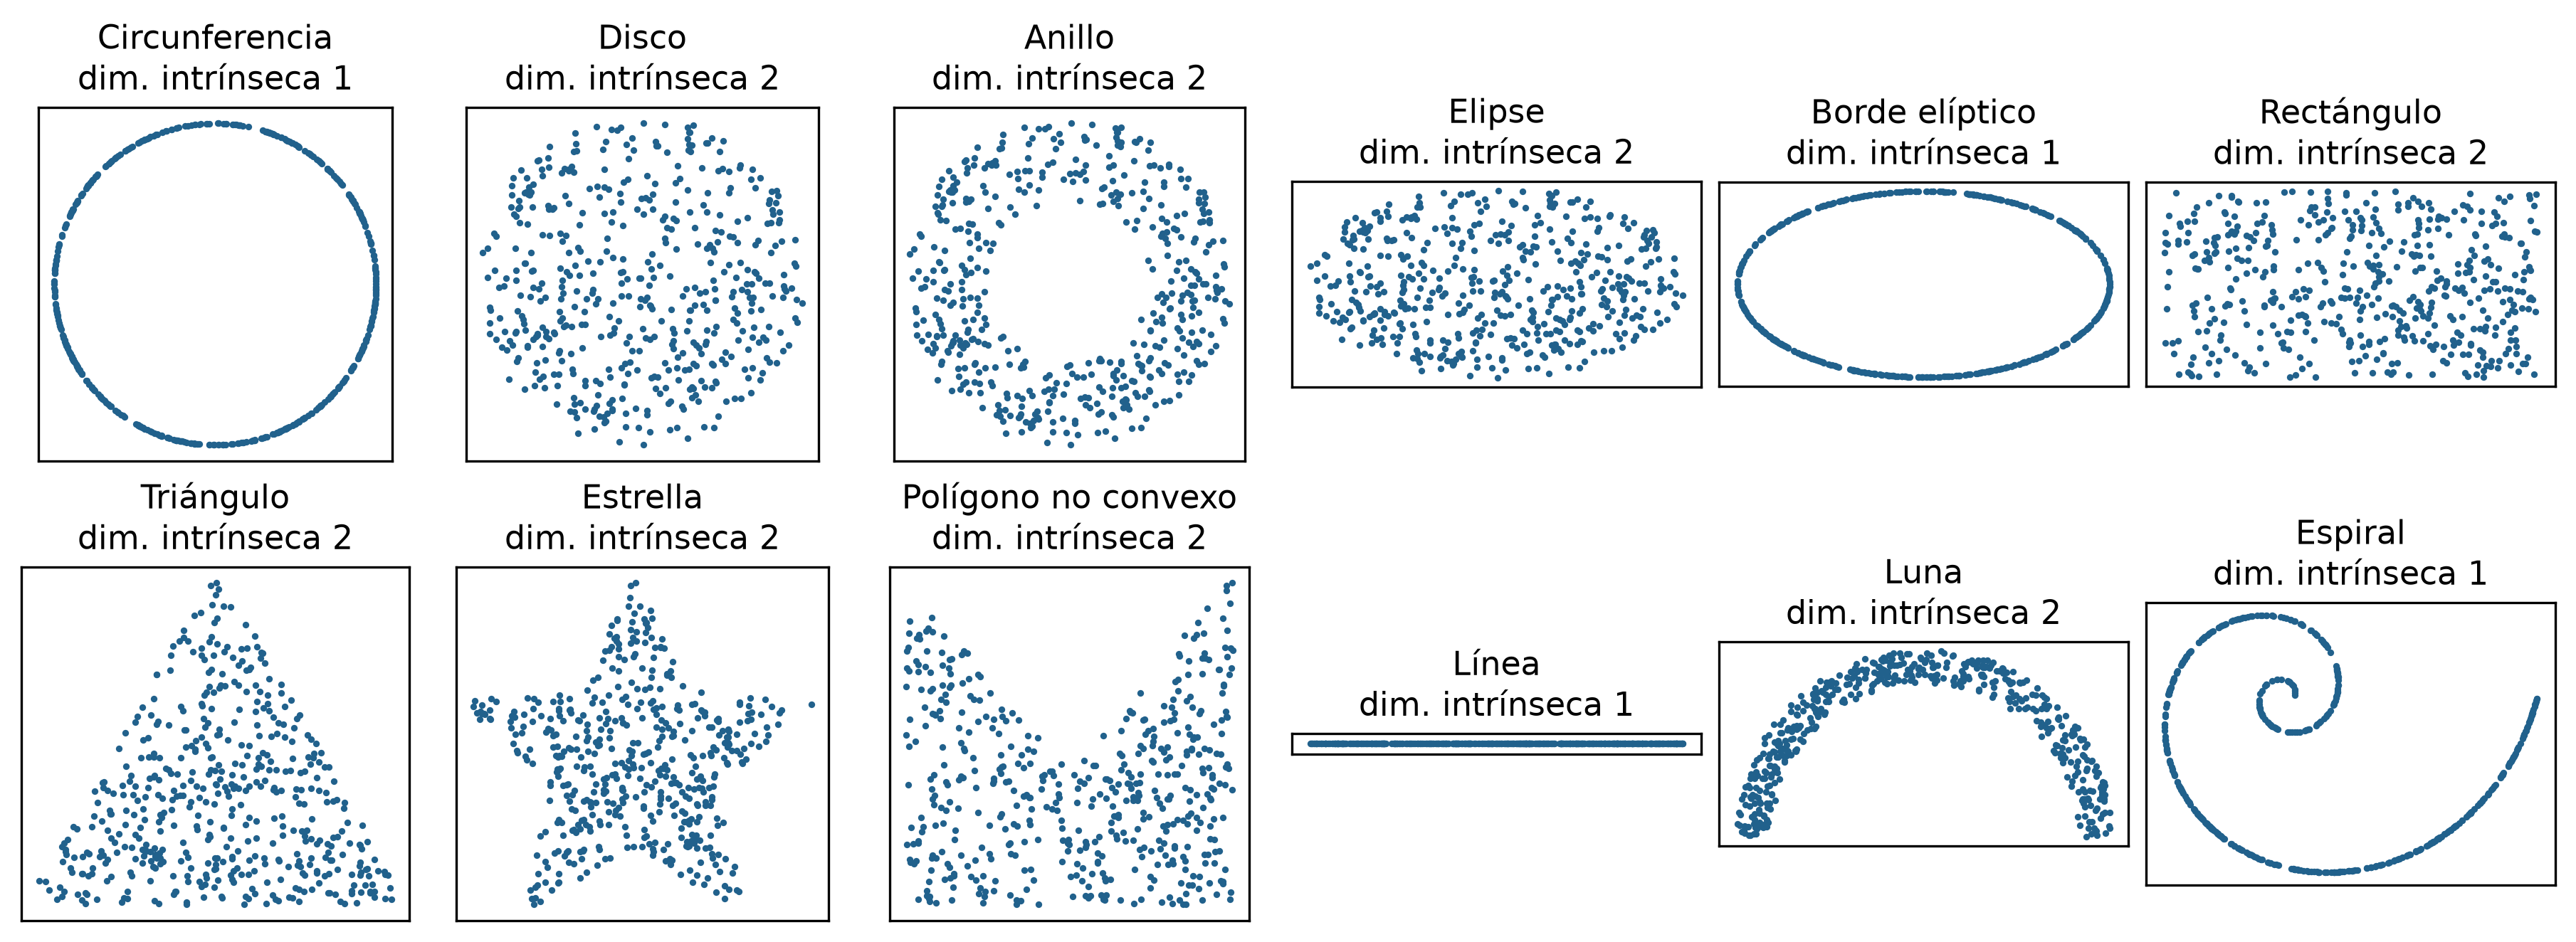 Circunferencia
dim. intrínseca 1
Disco
dim. intrínseca 2
Anillo
dim. intrínseca 2
Elipse
dim. intrínseca 2
Borde elíptico
dim. intrínseca 1
Rectángulo
dim. intrínseca 2
Triángulo
dim. intrínseca 2
Estrella
dim. intrínseca 2
Polígono no convexo
dim. intrínseca 2
Línea
dim. intrínseca 1
Luna
dim. intrínseca 2
Espiral
dim. intrínseca 1